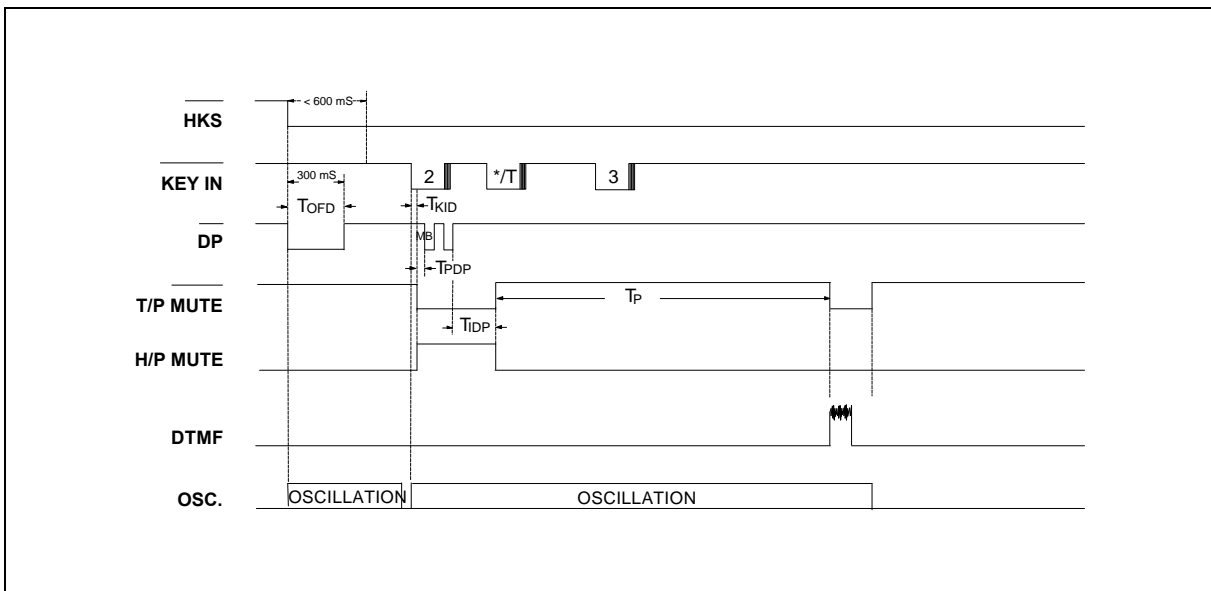 < 600 mS
HKS
KEY IN
2
*/T
3
300 mS
TOFD
TKID
DP
MB
TPDP
T/P MUTE
TP
TIDP
H/P MUTE
DTMF
OSC.
OSCILLATION
OSCILLATION